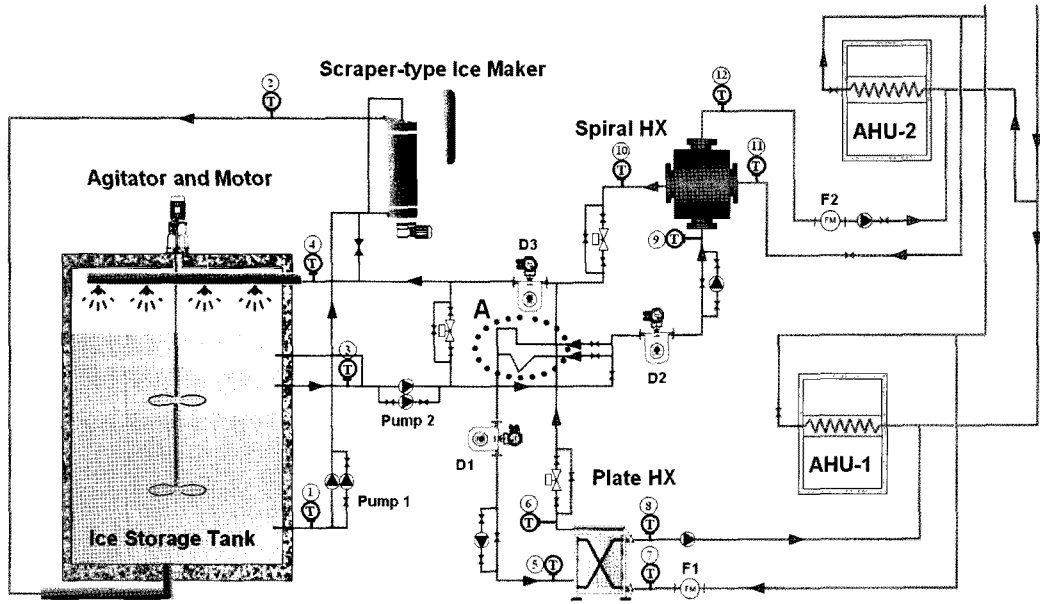 2
T
Scraper-type Ice Maker
12
T
AHU-2
Spiral HX
10
T
11
T
Agitator and Motor
F2
FM
9
T
4
T
D3
A
3
T
D2
Pump 2
D1
AHU-1
Plate HX
1
T
Pump 1
6
T
8
T
Ice Storage Tank
5
T
7
T
F1
FM